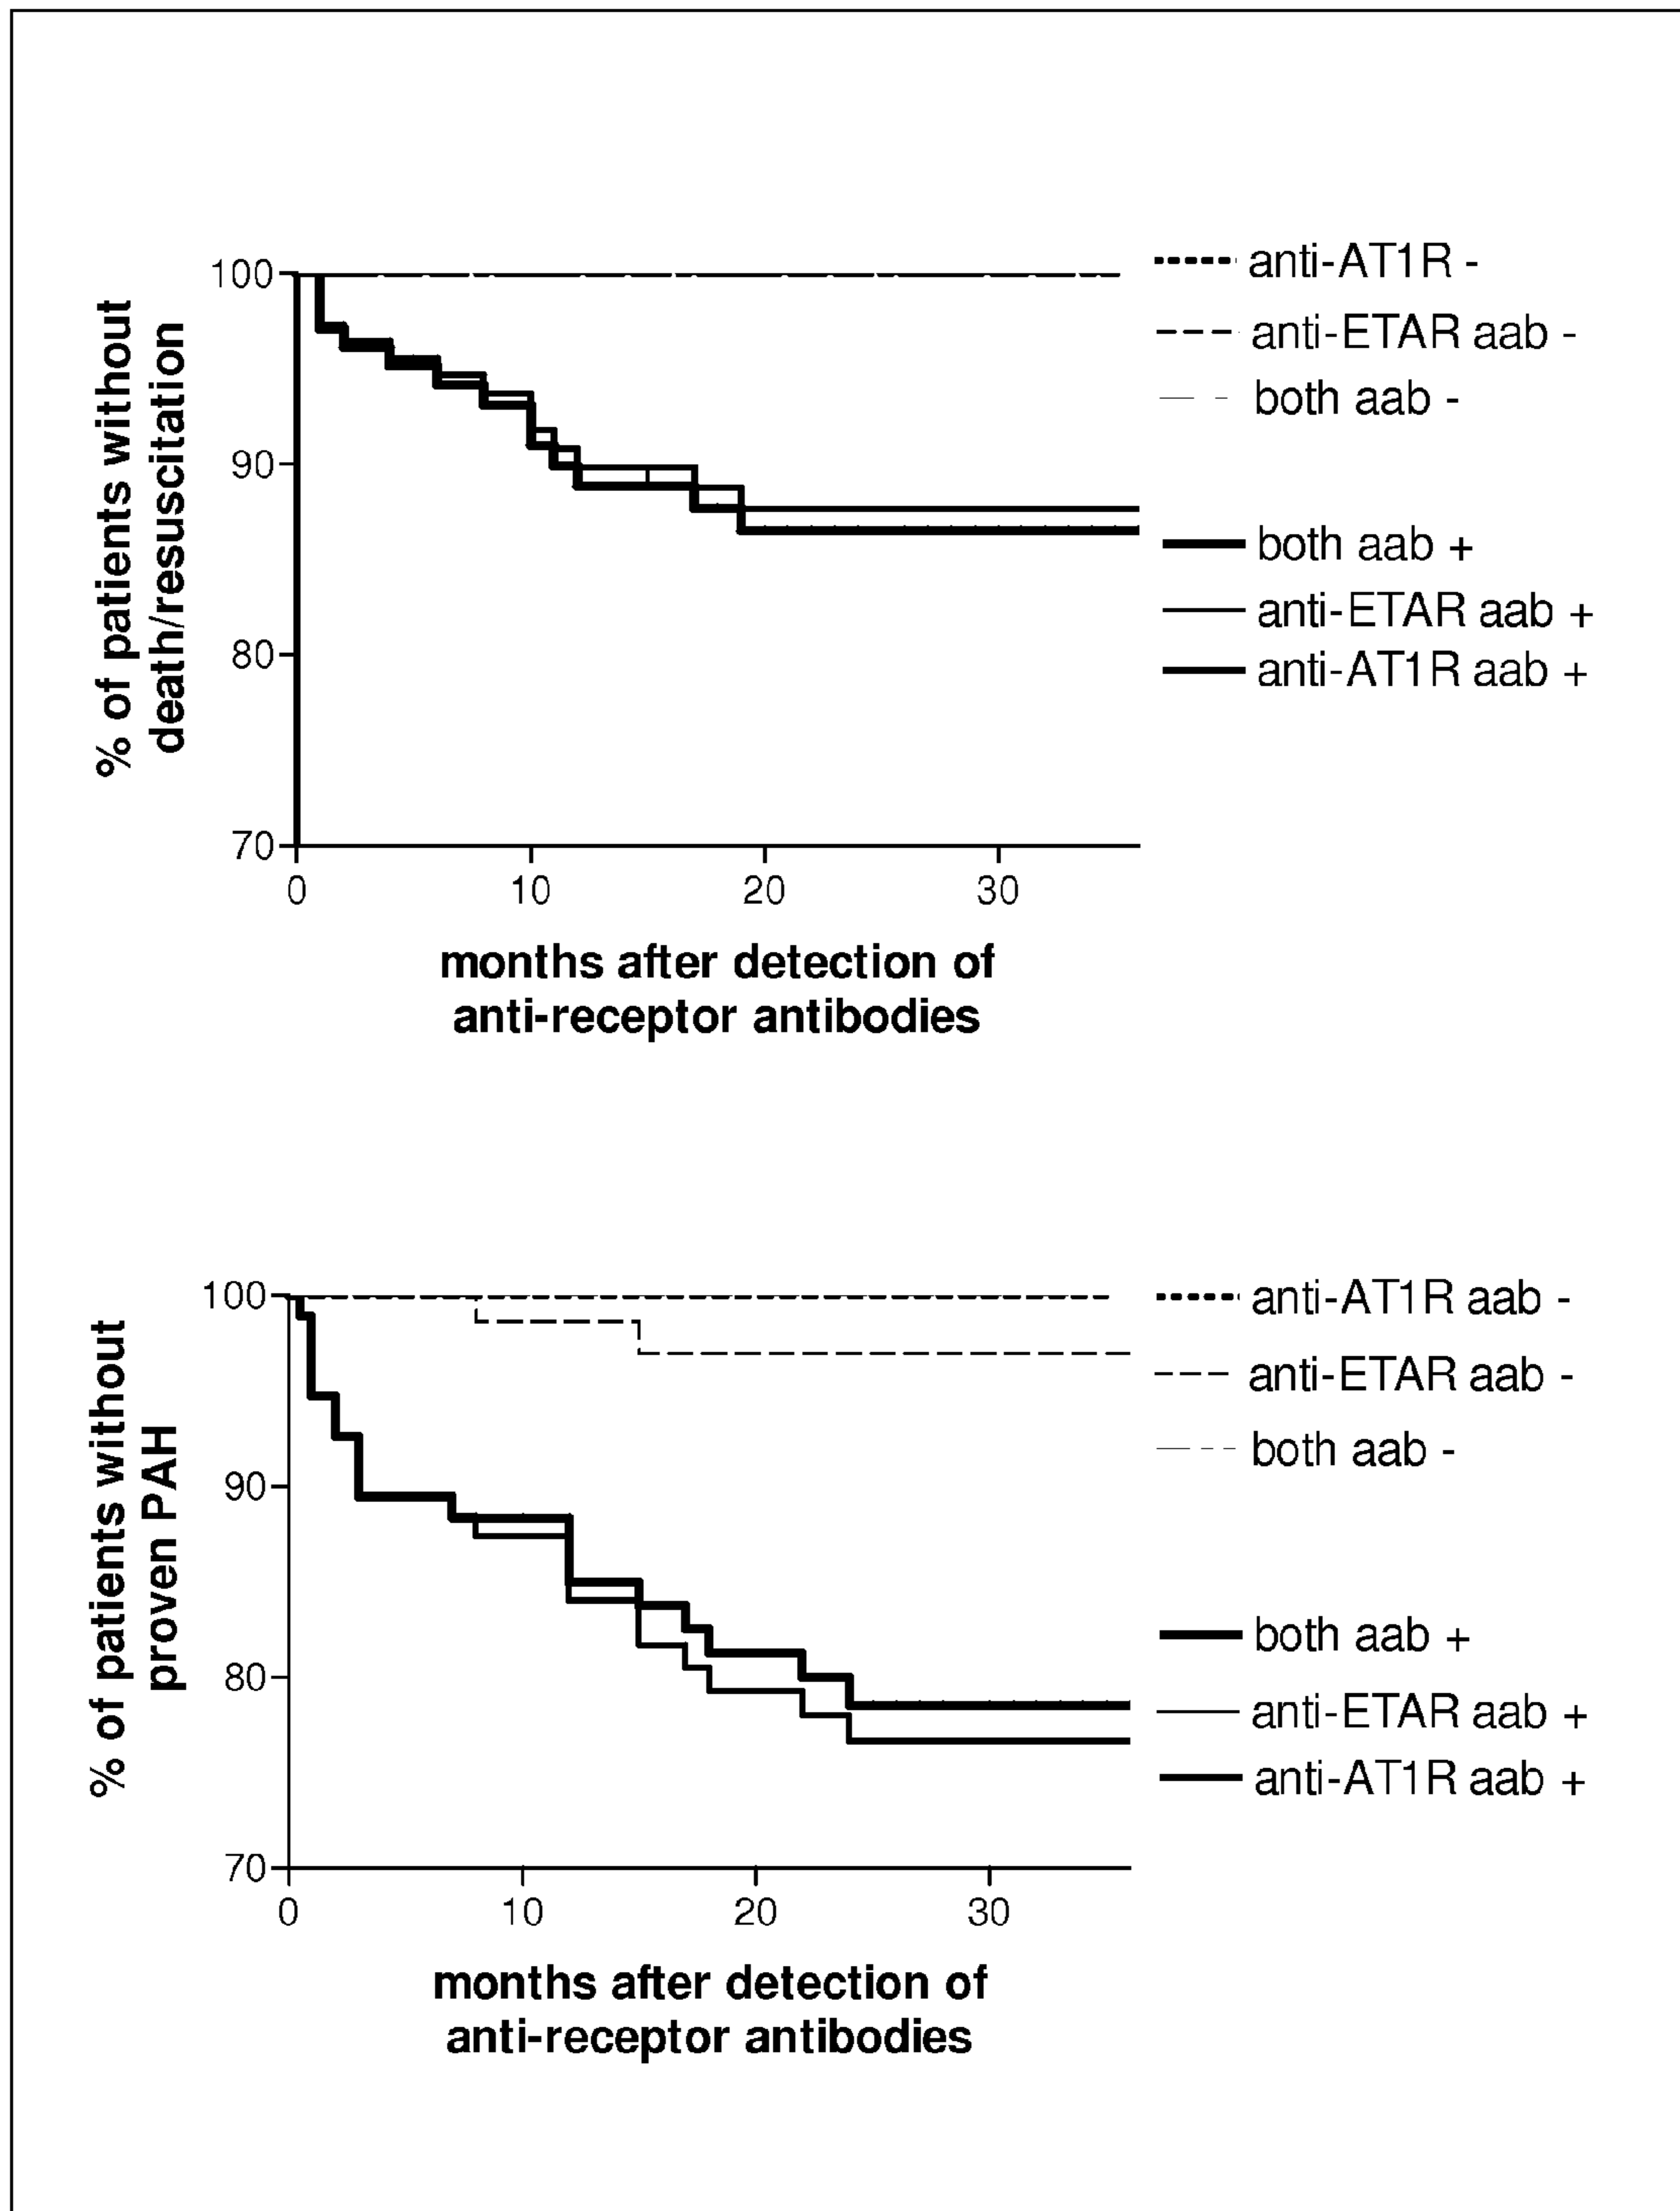 % of patients without
death/resuscitation
100
90
80
70
0
10
20
30
months after detection of
anti-receptor antibodies
anti-AT1R -
anti-ETAR aab -
both aab -
both aab +
anti-ETAR aab +
anti-AT1R aab +
% of patients without
proven PAH
100
90
80
70
0
10
20
30
months after detection of
anti-receptor antibodies
anti-AT1R aab -
anti-ETAR aab -
both aab -
both aab +
anti-ETAR aab +
anti-AT1R aab +